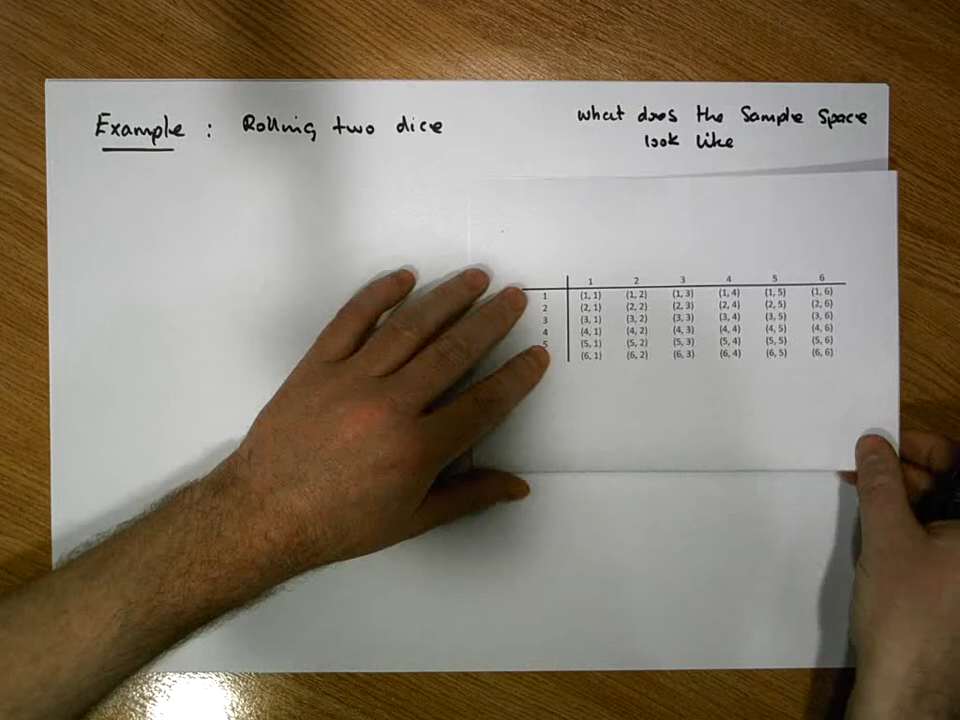 Example : Rolling two dice
what does the Sample Space
look like
1 2 3 4 5 6
1 (1, 1) (1, 2) (1, 3) (1, 4) (1, 5) (1, 6)
2 (2, 1) (2, 2) (2, 3) (2, 4) (2, 5) (2, 6)
3 (3, 1) (3, 2) (3, 3) (3, 4) (3, 5) (3, 6)
4 (4, 1) (4, 2) (4, 3) (4, 4) (4, 5) (4, 6)
5 (5, 1) (5, 2) (5, 3) (5, 4) (5, 5) (5, 6)
(6, 1) (6, 2) (6, 3) (6, 4) (6, 5) (6, 6)